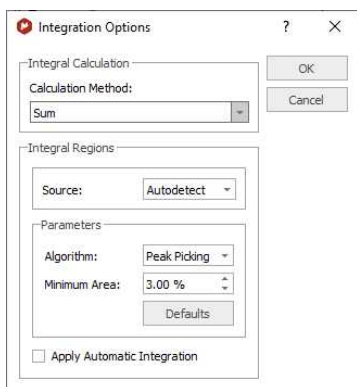 Integration Options ?
Integral Calculation
Calculation Method:
Sum
OK
Cancel
Integral Regions
Source: Autodetect
Parameters
Algorithm: Peak Picking
Minimum Area: 3.00 %
Defaults
Apply Automatic Integration